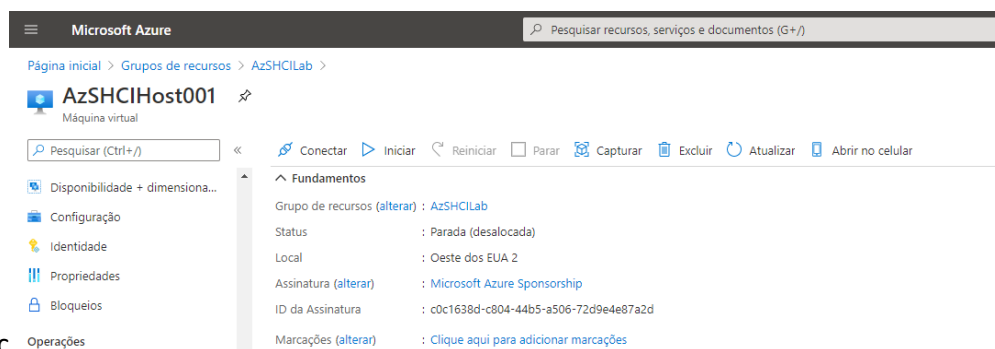 Microsoft Azure
Pesquisar recursos, serviços e documentos (G+/)
Página inicial > Grupos de recursos > AzSHCILab >
AzSHCIHost001
Máquina virtual
Pesquisar (Ctrl+/)
«
Conectar Iniciar Reiniciar Parar Capturar Excluir Atualizar Abrir no celular
Disponibilidade + dimensiona...
Configuração
Identidade
Propriedades
Bloqueios
Operações
Fundamentos
Grupo de recursos (alterar) : AzSHCILab
Status : Parada (desalocada)
Local : Oeste dos EUA 2
Assinatura (alterar) : Microsoft Azure Sponsorship
ID da Assinatura : c0c1638d-c804-44b5-a506-72d9e4e87a2d
Marcações (alterar) : Clique aqui para adicionar marcações